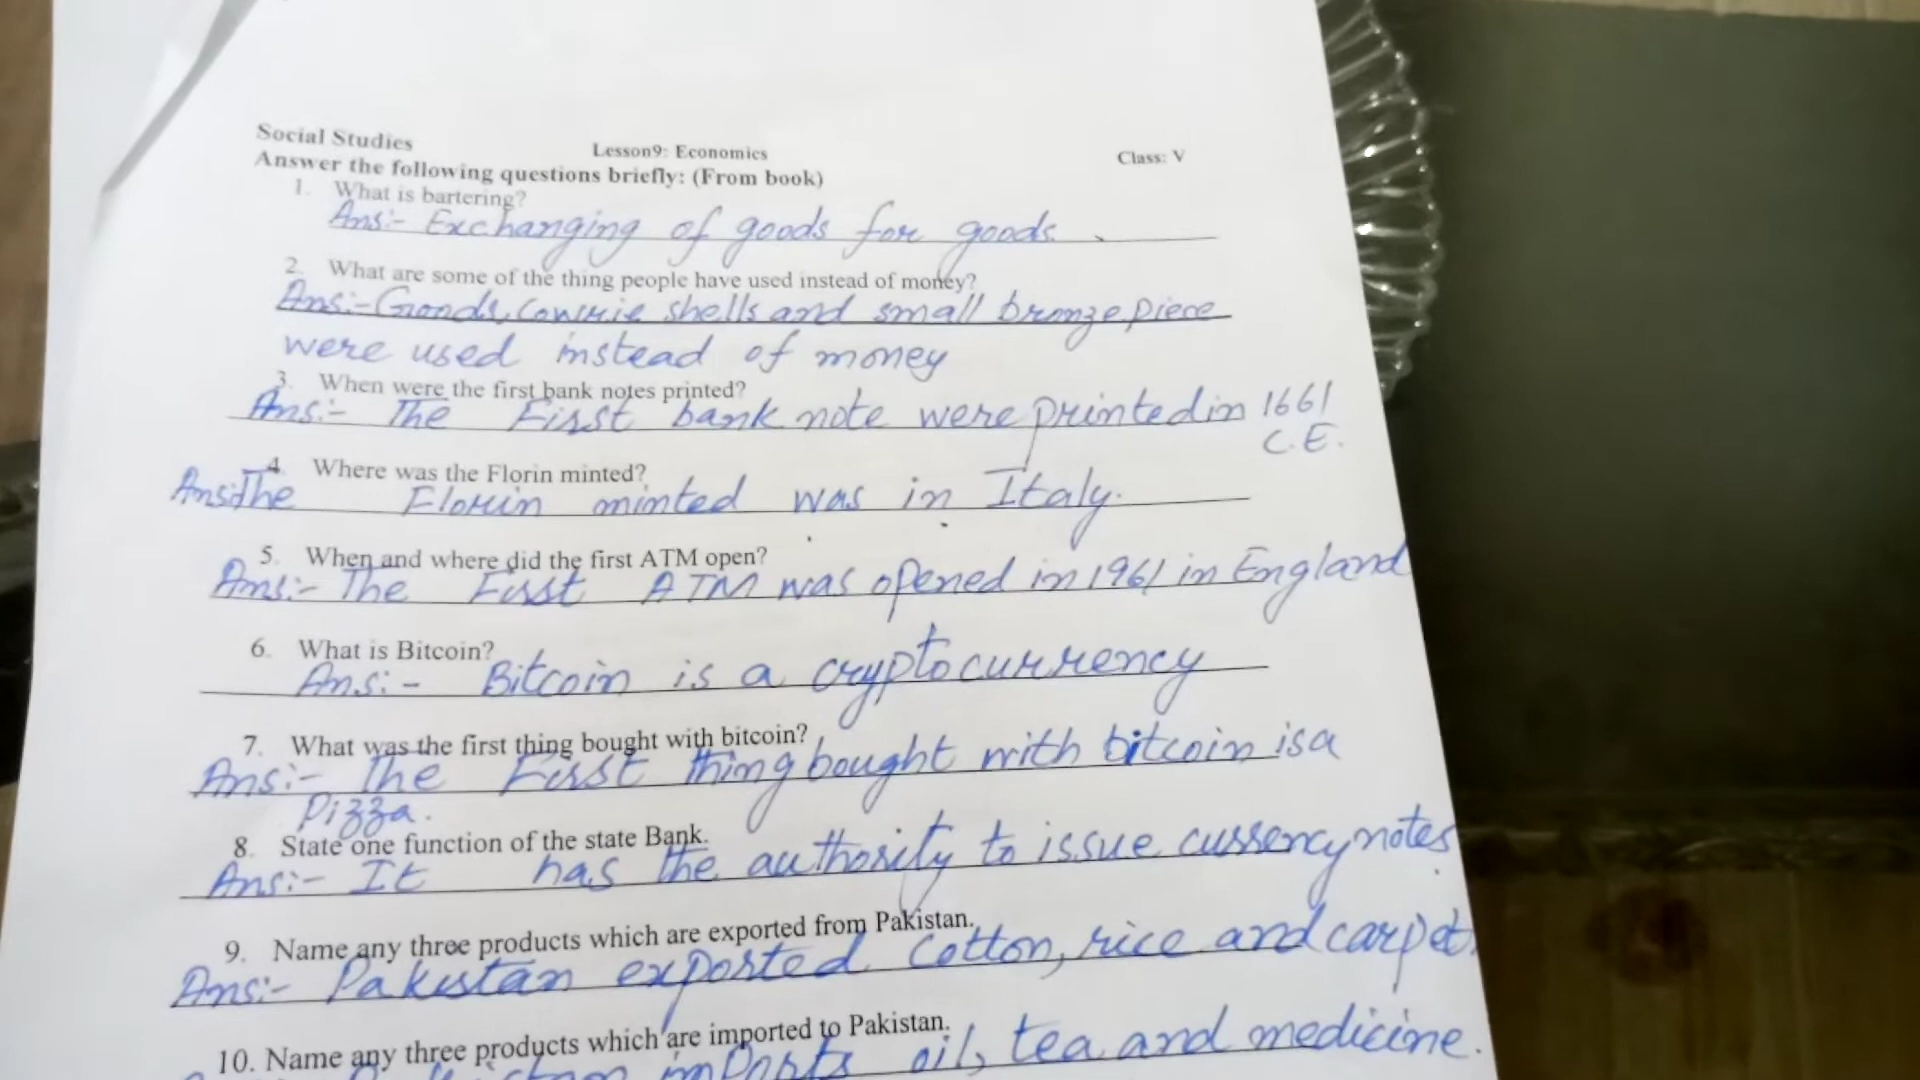 Social Studies Lesson9: Economics Class: V
Answer the following questions briefly: (From book)
1. What is bartering?
Ans:- Exchanging of goods for goods.
2. What are some of the thing people have used instead of money?
Ans:- Goods, Cowrie shells and small bronze piece
were used instead of money
3. When were the first bank notes printed?
Ans:- The First bank note were printed in 1661
C.E.
4. Where was the Florin minted?
Ans:The Florin minted was in Italy.
5. When and where did the first ATM open?
Ans:- The First ATM was opened in 1961 in England
6. What is Bitcoin?
Ans:- Bitcoin is a cryptocurrency
7. What was the first thing bought with bitcoin?
Ans:- The First thing bought with bitcoin is a
Pizza.
8. State one function of the state Bank.
Ans:- It has the authority to issue currency notes
9. Name any three products which are exported from Pakistan.
Ans:- Pakistan exported Cotton, rice and carpet.
10. Name any three products which are imported to Pakistan.
imports oil, tea and medicine.